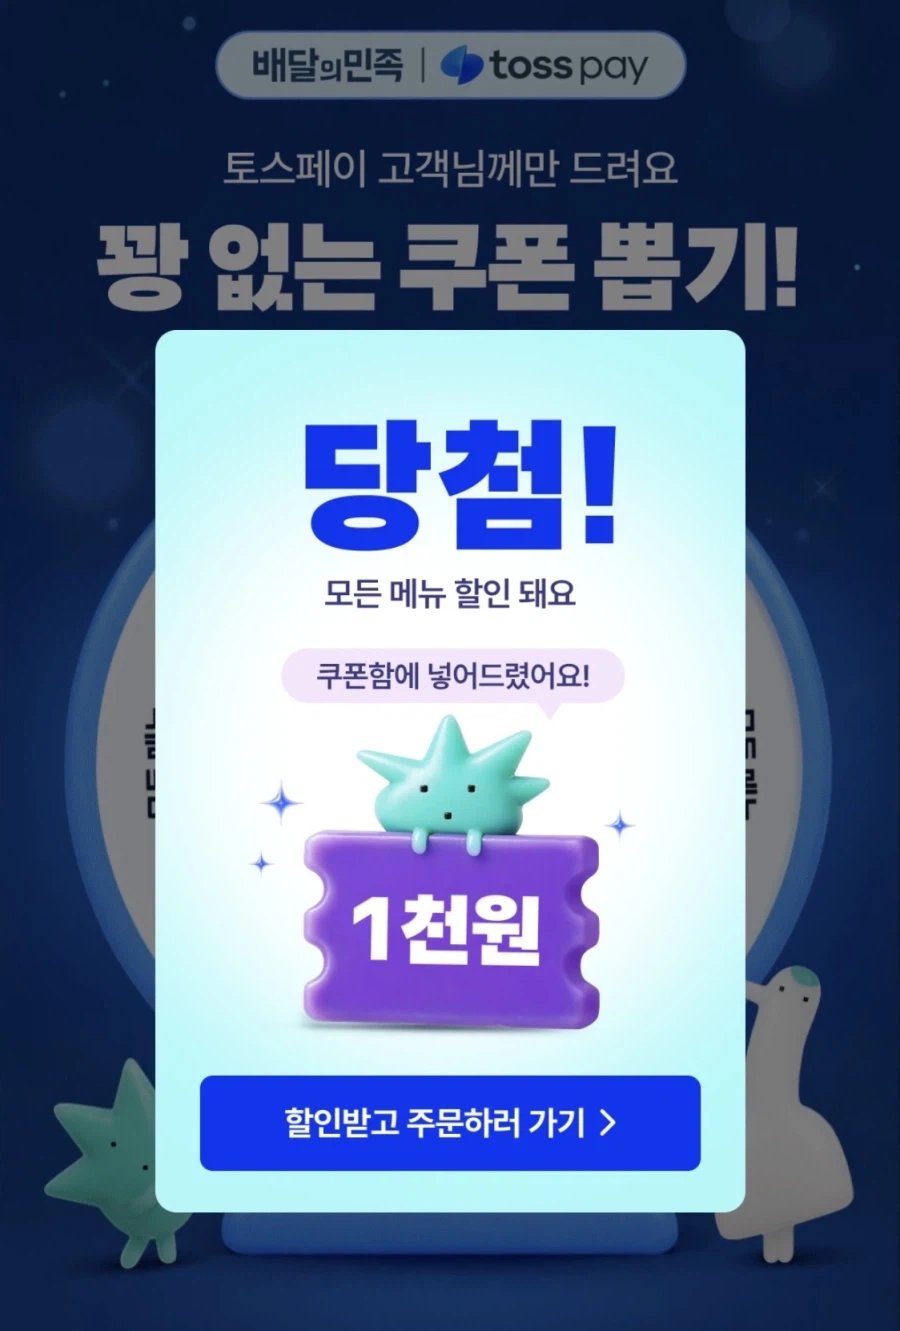 배달의민족 | toss pay
토스페이 고객님께만 드려요
꽝 없는 쿠폰 뽑기!
당첨!
모든 메뉴 할인 돼요
쿠폰함에 넣어드렸어요!
1천원
할인받고 주문하러 가기 >